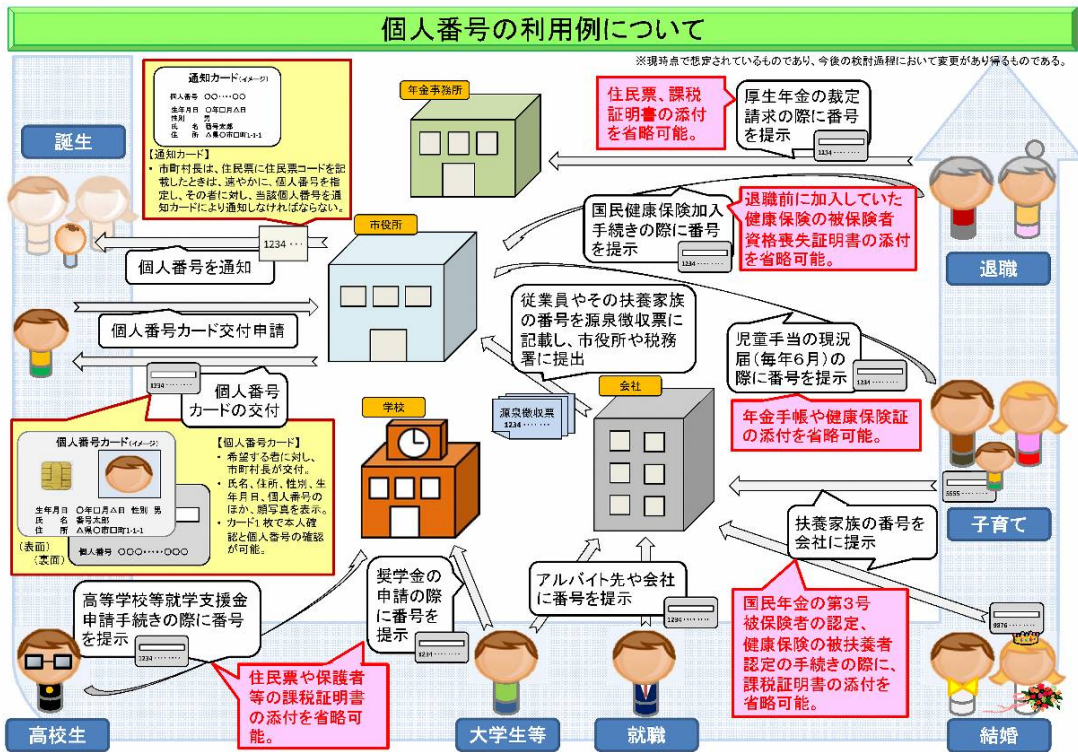 個人番号の利用例について
※現時点で想定されているものであり、今後の検討過程において変更があり得るものである。
誕生
通知カード(イメージ)
個人番号 〇〇‥‥〇〇
生年月日 〇年□月△日
性別 男
氏 名 番号太郎
住 所 △県〇市□町1-1-1
【通知カード】
・ 市町村長は、住民票に住民票コードを記
載したときは、速やかに、個人番号を指
定し、その者に対し、当該個人番号を通
知カードにより通知しなければならない。
1234 ‥‥
個人番号を通知
個人番号カード交付申請
1234 ‥‥‥‥
個人番号
カードの交付
個人番号カード(イメージ)
生年月日 〇年□月△日 性別 男
氏 名 番号太郎
住 所 △県〇市□町1-1-1
(表面)
(裏面)
個人番号 〇〇〇‥‥‥〇〇〇
【個人番号カード】
・ 希望する者に対し、
市町村長が交付。
・ 氏名、住所、性別、生
年月日、個人番号の
ほか、顔写真を表示。
・ カード1枚で本人確
認と個人番号の確認
が可能。
年金事務所
住民票、課税
証明書の添付
を省略可能。
厚生年金の裁定
請求の際に番号
を提示
1234 ‥‥‥‥
退職
市役所
国民健康保険加入
手続きの際に番号
を提示
1234 ‥‥‥‥
退職前に加入していた
健康保険の被保険者
資格喪失証明書の添付
を省略可能。
従業員やその扶養家族
の番号を源泉徴収票に
記載し、市役所や税務
署に提出
児童手当の現況
届(毎年6月)の
際に番号を提示
1234 ‥‥‥‥
年金手帳や健康保険証
の添付を省略可能。
学校
源泉徴収票
1234 ‥‥‥‥
会社
5555 ‥‥‥‥
子育て
扶養家族の番号を
会社に提示
高等学校等就学支援金
申請手続きの際に番号
を提示
1234 ‥‥‥‥
住民票や保護者
等の課税証明書
の添付を省略可
能。
奨学金の
申請の際
に番号を
提示
1234 ‥‥‥‥
アルバイト先や会社
に番号を提示
1234 ‥‥‥‥
国民年金の第3号
被保険者の認定、
健康保険の被扶養者
認定の手続きの際に、
課税証明書の添付を
省略可能。
9876 ‥‥‥‥
高校生
大学生等
就職
結婚